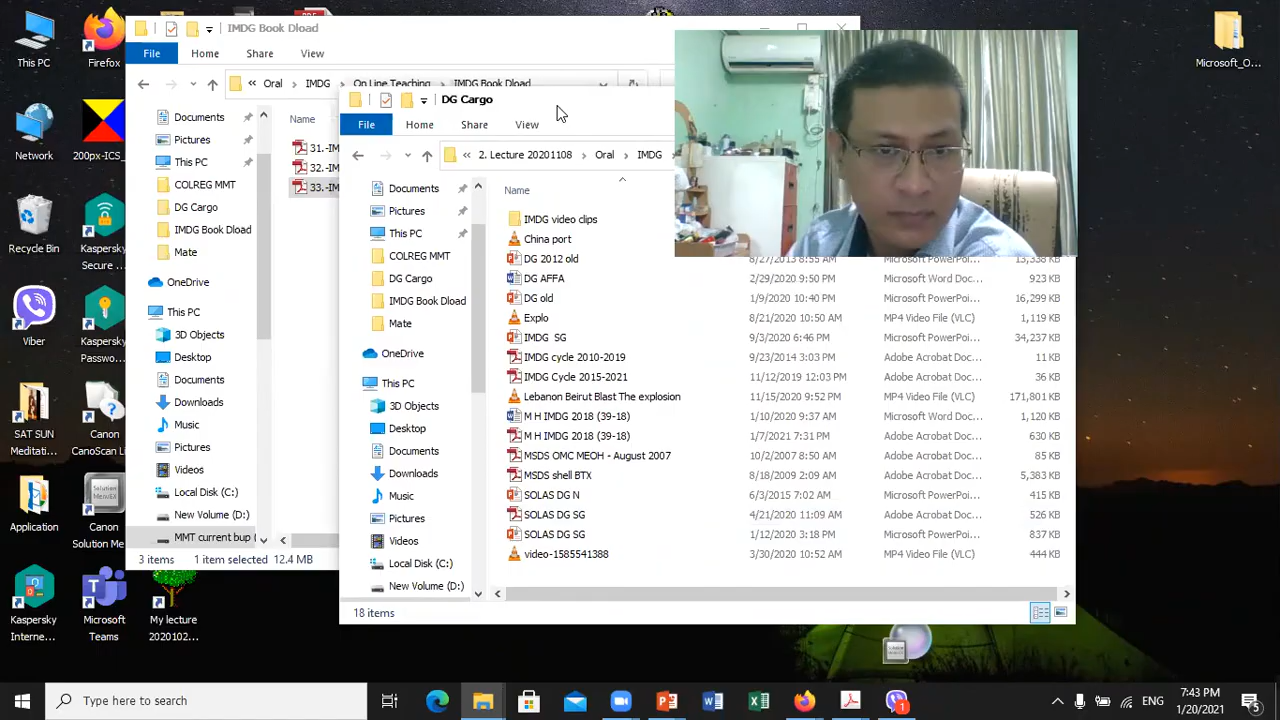 This PC
Firefox
200px-ICS_
Recycle Bin
Kaspersky
Secure ...
Viber
Kaspersky
Passwo...
SAT SUN
Meditati...
Canon
CanoScan Li
Application
Canon
Solution Me
Kaspersky
Interne...
Microsoft
Teams
My lecture
2020102...
Microsoft_O...
IMDG Book Dload
File
Home
Share
View
Oral
IMDG
On Line Teaching
IMDG Book Dload
Documents
Pictures
This PC
COLREG MMT
DG Cargo
IMDG Book Dload
Mate
OneDrive
This PC
3D Objects
Desktop
Documents
Downloads
Music
Pictures
Videos
Local Disk (C:)
New Volume (D:)
MMT current bup (
Name
31.-IM
32.-IM
33.-IM
3 items 1 item selected 12.4 MB
DG Cargo
File
Home
Share
View
2. Lecture 20201108
Oral
IMDG
Documents
Pictures
This PC
COLREG MMT
DG Cargo
IMDG Book Dload
Mate
OneDrive
This PC
3D Objects
Desktop
Documents
Downloads
Music
Pictures
Videos
Local Disk (C:)
New Volume (D:)
Name
IMDG video clips
China port
DG 2012 old 8/27/2013 8:55 AM Microsoft PowerPoi... 13,338 KB
DG AFFA 2/29/2020 9:50 PM Microsoft Word Doc... 923 KB
DG old 1/9/2020 10:40 PM Microsoft PowerPoi... 16,299 KB
Explo 8/21/2020 10:50 AM MP4 Video File (VLC) 1,119 KB
IMDG SG 9/3/2020 6:46 PM Microsoft PowerPoi... 34,237 KB
IMDG cycle 2010-2019 9/23/2014 3:03 PM Adobe Acrobat Doc... 11 KB
IMDG Cycle 2015-2021 11/12/2019 12:03 PM Adobe Acrobat Doc... 36 KB
Lebanon Beirut Blast The explosion 11/15/2020 9:52 PM MP4 Video File (VLC) 171,801 KB
M H IMDG 2018 (39-18) 1/10/2020 9:37 AM Microsoft Word Doc... 1,120 KB
M H IMDG 2018 (39-18) 1/7/2021 7:31 PM Adobe Acrobat Doc... 630 KB
MSDS OMC MEOH - August 2007 10/2/2007 8:50 AM Adobe Acrobat Doc... 85 KB
MSDS shell BTX 8/18/2009 2:09 AM Adobe Acrobat Doc... 5,383 KB
SOLAS DG N 6/3/2015 7:02 AM Microsoft PowerPoi... 415 KB
SOLAS DG SG 4/21/2020 11:09 AM Adobe Acrobat Doc... 526 KB
SOLAS DG SG 1/12/2020 3:18 PM Microsoft PowerPoi... 837 KB
video-1585541388 3/30/2020 10:52 AM MP4 Video File (VLC) 444 KB
18 items
Type here to search
ENG
7:43 PM
1/20/2021
5
1